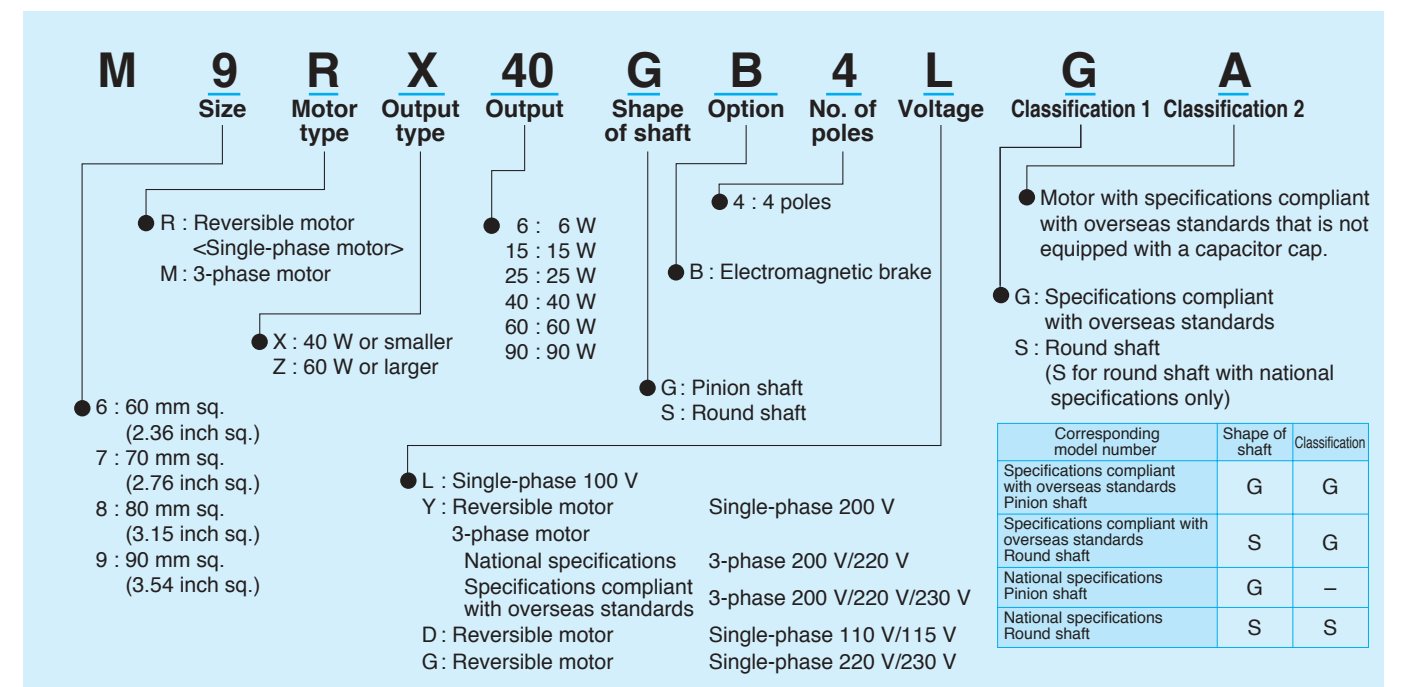 M 9 R X 40 G B 4 L G A
Size Motor type Output type Output Shape of shaft Option No. of poles Voltage Classification 1 Classification 2
R : Reversible motor
<Single-phase motor>
M : 3-phase motor
X : 40 W or smaller
Z : 60 W or larger
6 : 60 mm sq.
(2.36 inch sq.)
7 : 70 mm sq.
(2.76 inch sq.)
8 : 80 mm sq.
(3.15 inch sq.)
9 : 90 mm sq.
(3.54 inch sq.)
6 : 6 W
15 : 15 W
25 : 25 W
40 : 40 W
60 : 60 W
90 : 90 W
G : Pinion shaft
S : Round shaft
B : Electromagnetic brake
4 : 4 poles
L : Single-phase 100 V
Y : Reversible motor Single-phase 200 V
3-phase motor
National specifications 3-phase 200 V/220 V
Specifications compliant
with overseas standards 3-phase 200 V/220 V/230 V
D : Reversible motor Single-phase 110 V/115 V
G : Reversible motor Single-phase 220 V/230 V
Motor with specifications compliant
with overseas standards that is not
equipped with a capacitor cap.
G : Specifications compliant
with overseas standards
S : Round shaft
(S for round shaft with national
specifications only)
Corresponding model number Shape of shaft Classification
Specifications compliant
with overseas standards
Pinion shaft G G
Specifications compliant with
overseas standards
Round shaft S G
National specifications
Pinion shaft G –
National specifications
Round shaft S S